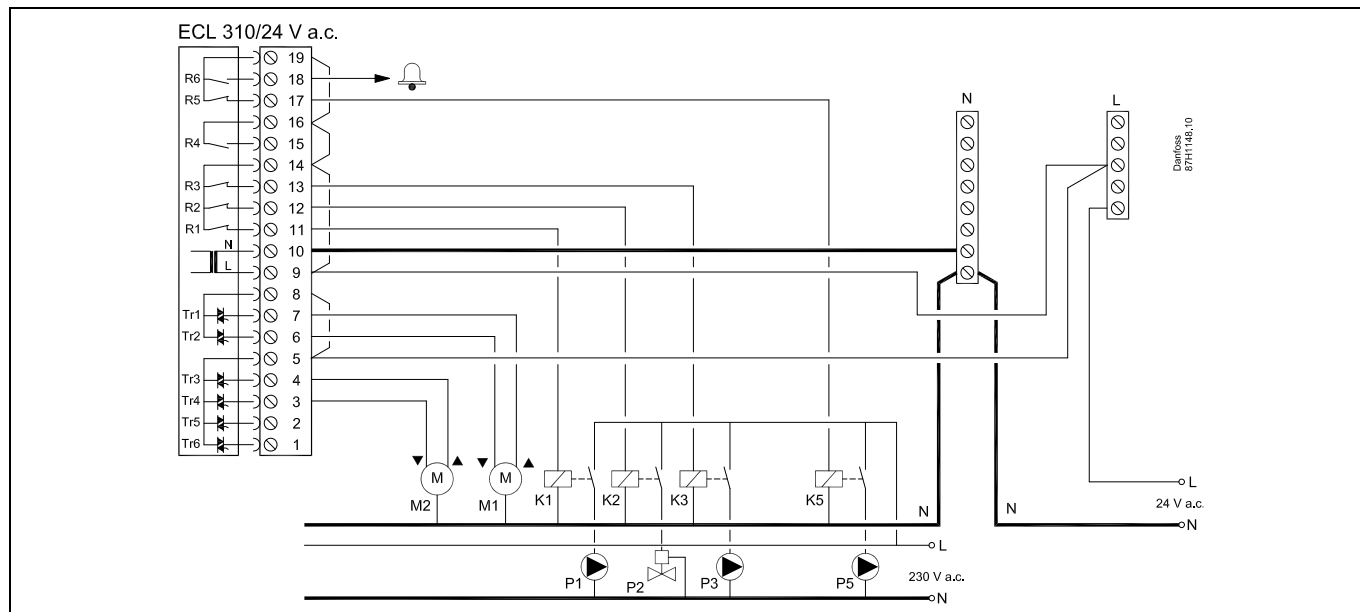 ECL 310/24 V a.c.
19
R6 18
R5 17
16
R4 15
14
R3 13
R2 12
R1 11
N 10
L 9
8
Tr1 7
Tr2 6
5
Tr3 4
Tr4 3
Tr5 2
Tr6 1
N
L
Danfoss
87H1148.10
M
M2
M
M1
K1
K2
K3
K5
N
N
L
24 V a.c.
N
L
P1
P2
P3
P5
230 V a.c.
N